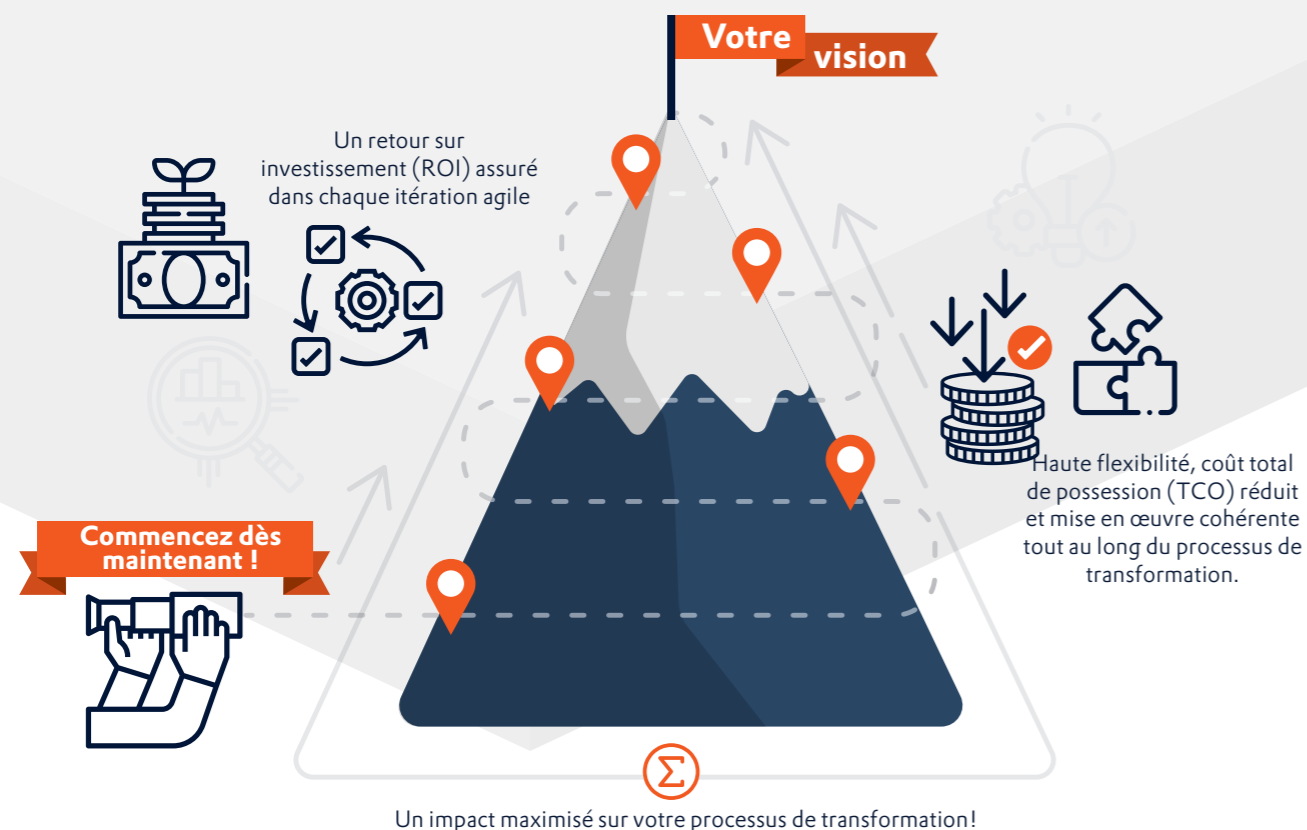 Votre
vision
Un retour sur
investissement (ROI) assuré
dans chaque itération agile
Haute flexibilité, coût total
de possession (TCO) réduit
et mise en œuvre cohérente
tout au long du processus de
transformation.
Commencez dès
maintenant !
Σ
Un impact maximisé sur votre processus de transformation!